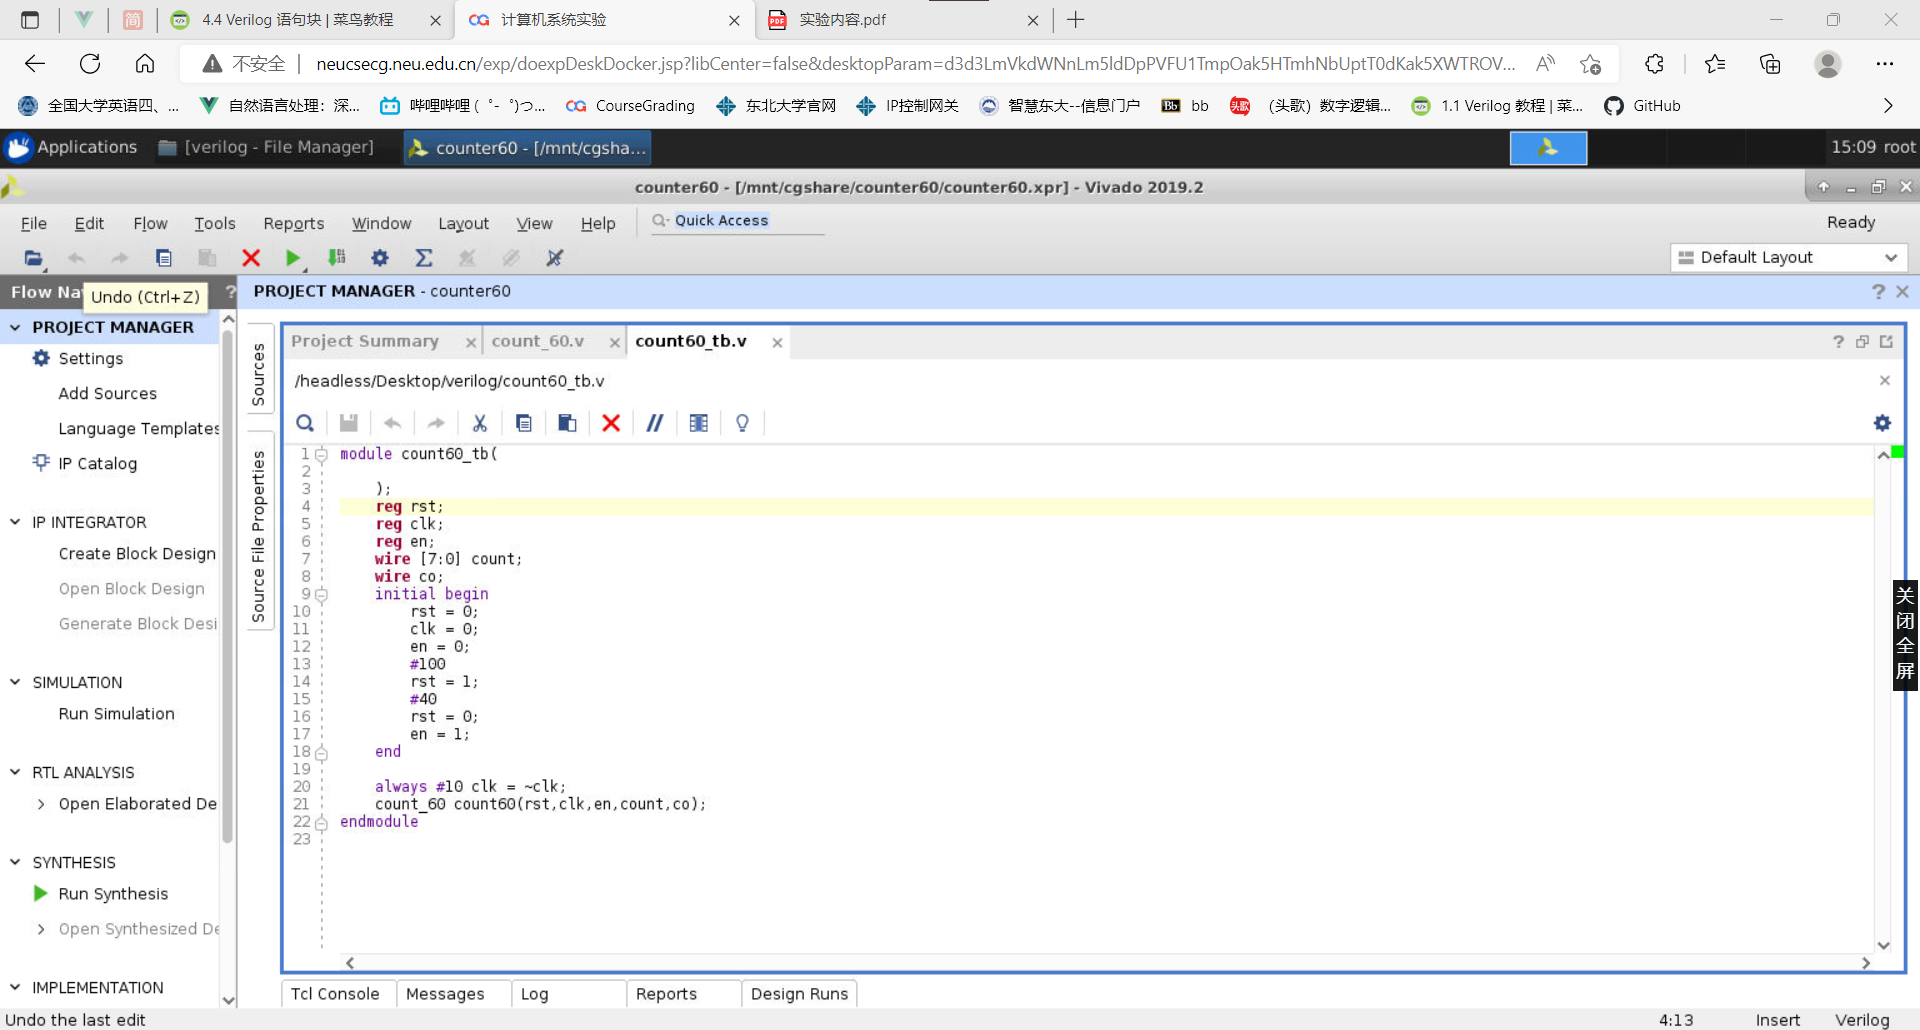 简
4.4 Verilog 语句块 | 菜鸟教程
计算机系统实验
PDF
实验内容.pdf
不安全
neucsecg.neu.edu.cn/exp/doexpDeskDocker.jsp?libCenter=false&desktopParam=d3d3LmVkdWNnLm5ldDpPVFU1TmpOak5HTmhNbUptT0dKak5XWTROV...
全国大学英语四、...
自然语言处理：深...
哔哩哔哩 (゜-゜)つ...
CourseGrading
东北大学官网
IP控制网关
智慧东大--信息门户
Bb
bb
头歌
(头歌）数字逻辑...
1.1 Verilog 教程 | 菜...
GitHub
Applications
[verilog - File Manager]
counter60 - [/mnt/cgsha...
15:09
root
counter60 - [/mnt/cgshare/counter60/counter60.xpr] - Vivado 2019.2
File
Edit
Flow
Tools
Reports
Window
Layout
View
Help
Quick Access
Ready
Default Layout
Flow Na
Undo (Ctrl+Z)
?
PROJECT MANAGER - counter60
?
PROJECT MANAGER
Settings
Add Sources
Language Templates
IP Catalog
IP INTEGRATOR
Create Block Design
Open Block Design
Generate Block Desi
SIMULATION
Run Simulation
RTL ANALYSIS
Open Elaborated De
SYNTHESIS
Run Synthesis
Open Synthesized De
IMPLEMENTATION
Sources
Source File Properties
Project Summary
count_60.v
count60_tb.v
?
/headless/Desktop/verilog/count60_tb.v
1 module count60_tb(
2
3 );
4 reg rst;
5 reg clk;
6 reg en;
7 wire [7:0] count;
8 wire co;
9 initial begin
10 rst = 0;
11 clk = 0;
12 en = 0;
13 #100
14 rst = 1;
15 #40
16 rst = 0;
17 en = 1;
18 end
19
20 always #10 clk = ~clk;
21 count_60 count60(rst,clk,en,count,co);
22 endmodule
23
关闭全屏
Tcl Console
Messages
Log
Reports
Design Runs
Undo the last edit
4:13
Insert
Verilog